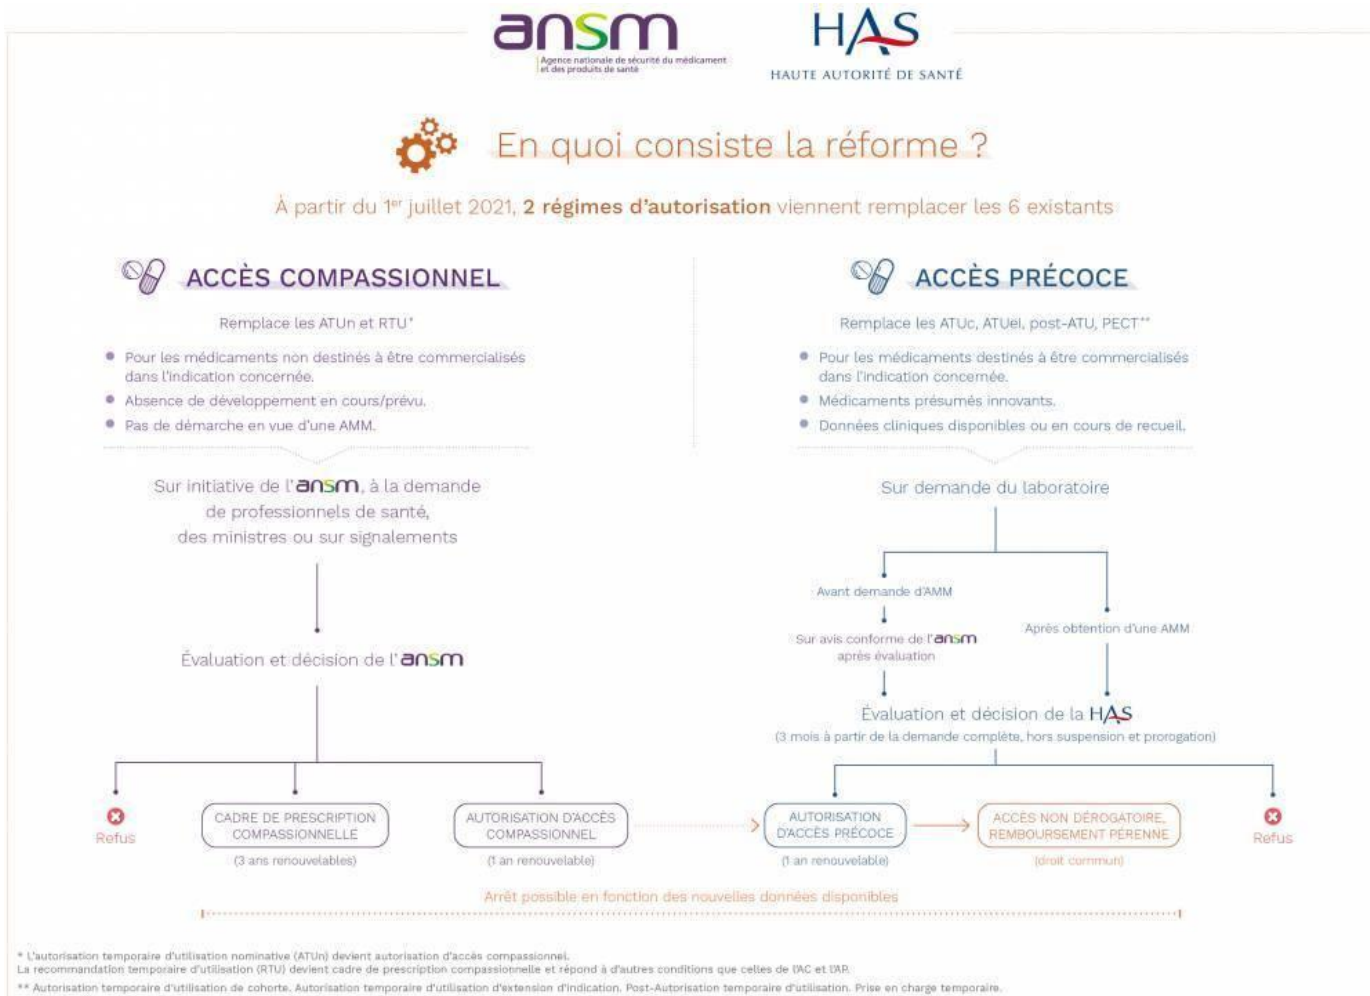 ansm
Agence nationale de sécurité du médicament
et des produits de santé
HAS
HAUTE AUTORITÉ DE SANTÉ
En quoi consiste la réforme ?
À partir du 1er juillet 2021, 2 régimes d'autorisation viennent remplacer les 6 existants
ACCÈS COMPASSIONNEL
Remplace les ATUn et RTU*
Pour les médicaments non destinés à être commercialisés
dans l'indication concernée.
Absence de développement en cours/prévu.
Pas de démarche en vue d'une AMM.
Sur initiative de l'ansm, à la demande
de professionnels de santé,
des ministres ou sur signalements
Évaluation et décision de l'ansm
Refus
CADRE DE PRESCRIPTION
COMPASSIONNELLE
(3 ans renouvelables)
AUTORISATION D'ACCÈS
COMPASSIONNEL
(1 an renouvelable)
ACCÈS PRÉCOCE
Remplace les ATUc, ATUei, post-ATU, PECT**
Pour les médicaments destinés à être commercialisés
dans l'indication concernée.
Médicaments présumés innovants.
Données cliniques disponibles ou en cours de recueil.
Sur demande du laboratoire
Avant demande d'AMM
Sur avis conforme de l'ansm
après évaluation
Après obtention d'une AMM
Évaluation et décision de la HAS
(3 mois à partir de la demande complète, hors suspension et prorogation)
AUTORISATION
D'ACCÈS PRÉCOCE
(1 an renouvelable)
ACCÈS NON DÉROGATOIRE,
REMBOURSEMENT PÉRENNE
(droit commun)
Refus
Arrêt possible en fonction des nouvelles données disponibles
* L'autorisation temporaire d'utilisation nominative (ATUn) devient autorisation d'accès compassionnel.
La recommandation temporaire d'utilisation (RTU) devient cadre de prescription compassionnelle et répond à d'autres conditions que celles de l'AC et l'AP.
** Autorisation temporaire d'utilisation de cohorte. Autorisation temporaire d'utilisation d'extension d'indication. Post-Autorisation temporaire d'utilisation. Prise en charge temporaire.